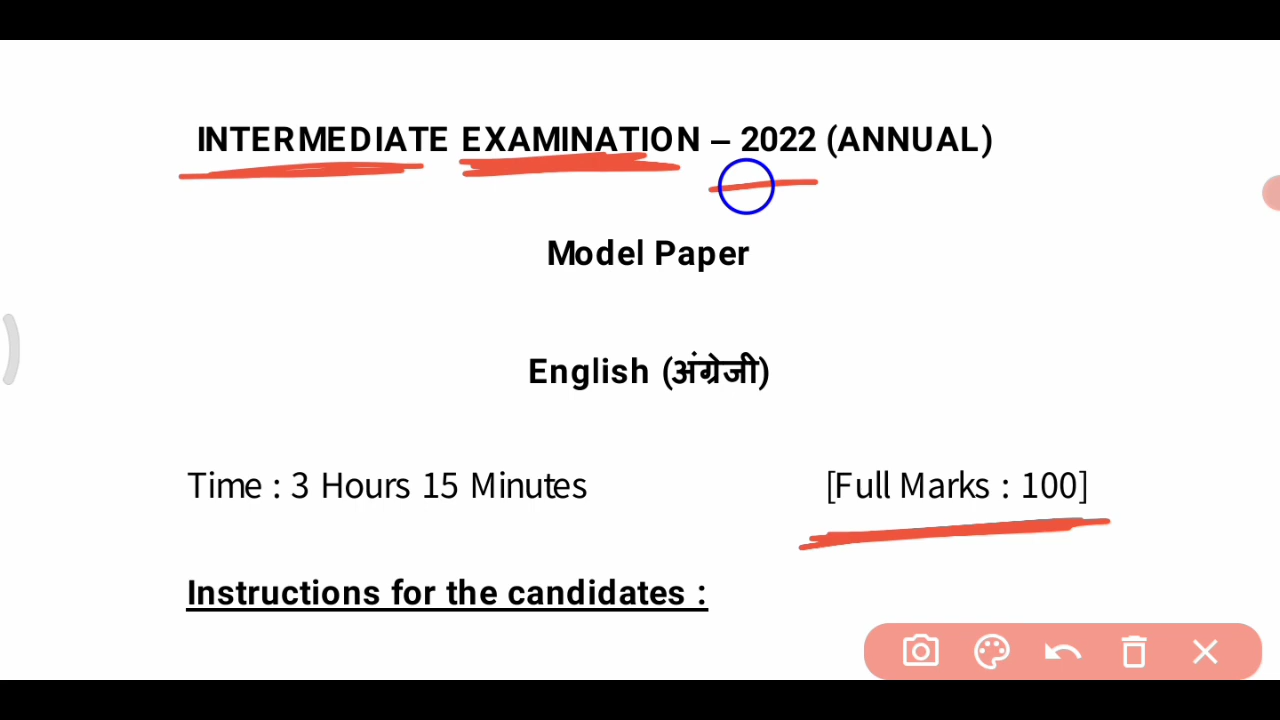 INTERMEDIATE EXAMINATION – 2022 (ANNUAL)
Model Paper
English (अंग्रेजी)
Time : 3 Hours 15 Minutes [Full Marks : 100]
Instructions for the candidates :